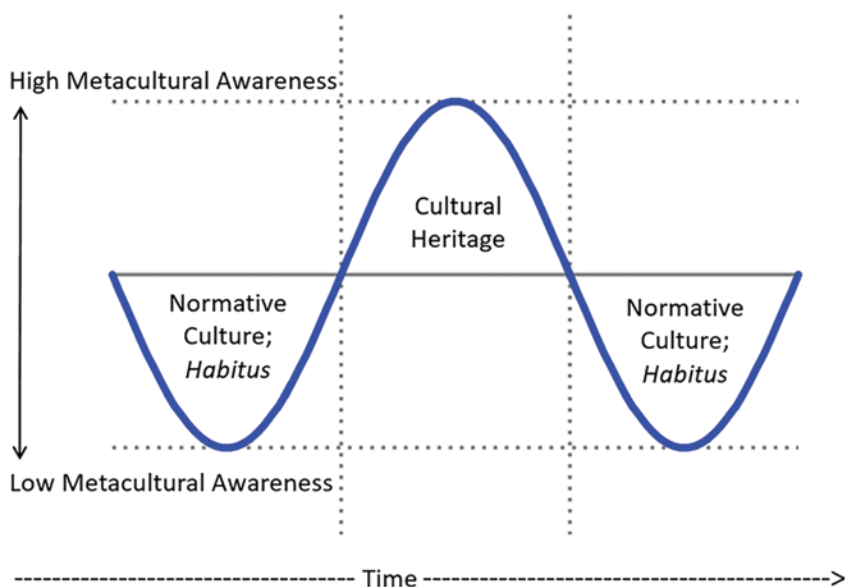 High Metacultural Awareness
Cultural
Heritage
Normative
Culture;
Habitus
Normative
Culture;
Habitus
Low Metacultural Awareness
Time